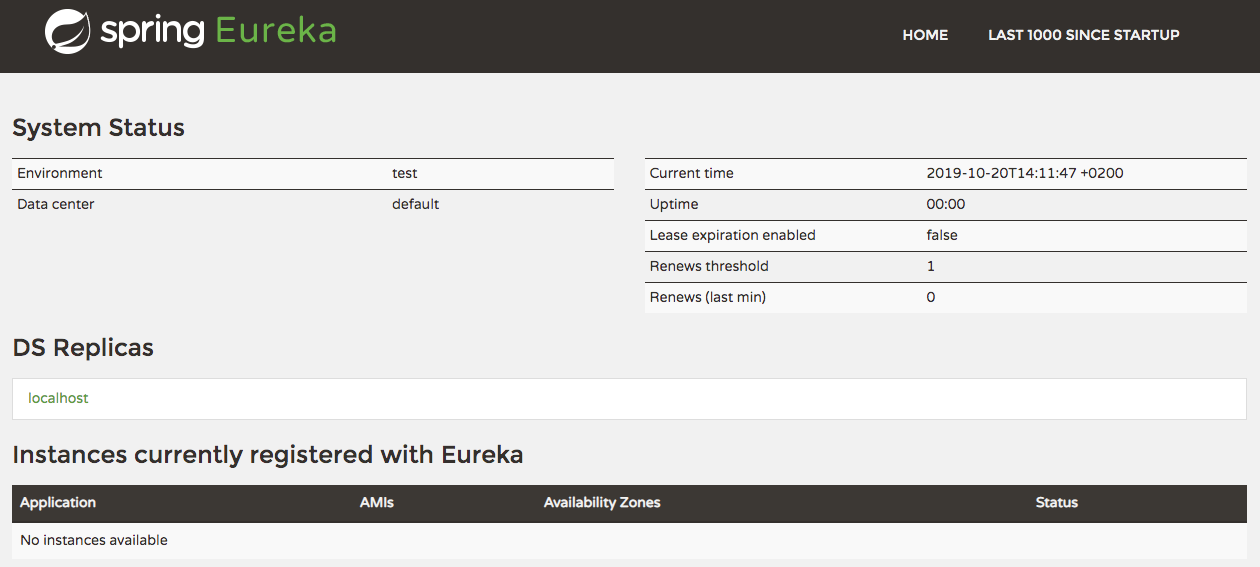 spring Eureka
HOME LAST 1000 SINCE STARTUP
System Status
Environment test
Data center default
Current time 2019-10-20T14:11:47 +0200
Uptime 00:00
Lease expiration enabled false
Renews threshold 1
Renews (last min) 0
DS Replicas
localhost
Instances currently registered with Eureka
Application AMIs Availability Zones Status
No instances available